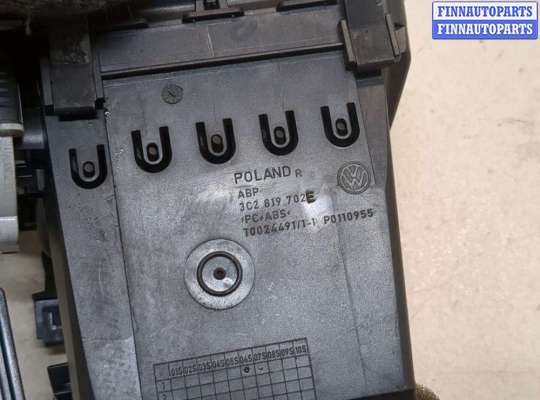 FINNAUTOPARTS
FINNAUTOPARTS
POLAND R
ABP
3C2 819 702E
>PC+ABS<
T0024491/1-1 P0110955